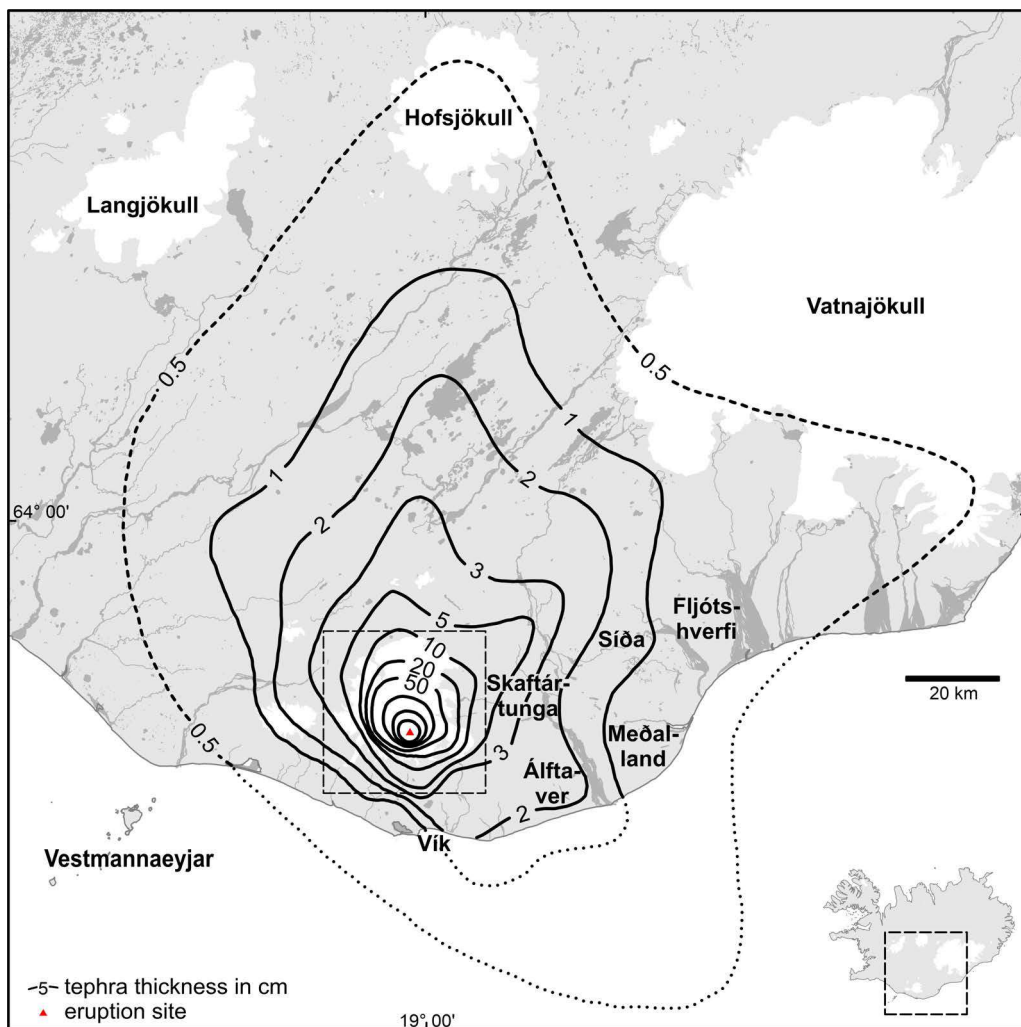 Hofsjökull
Langjökull
Vatnajökull
0.5
0.5
1
1
2
2
64° 00'
3
Fljóts-
hverfi
5
Síða
10
20
Skaftár-
tunga
50
20 km
Meðal-
land
0.5
3
Álfta-
ver
2
Vík
Vestmannaeyjar
-5- tephra thickness in cm
eruption site
19° 00'